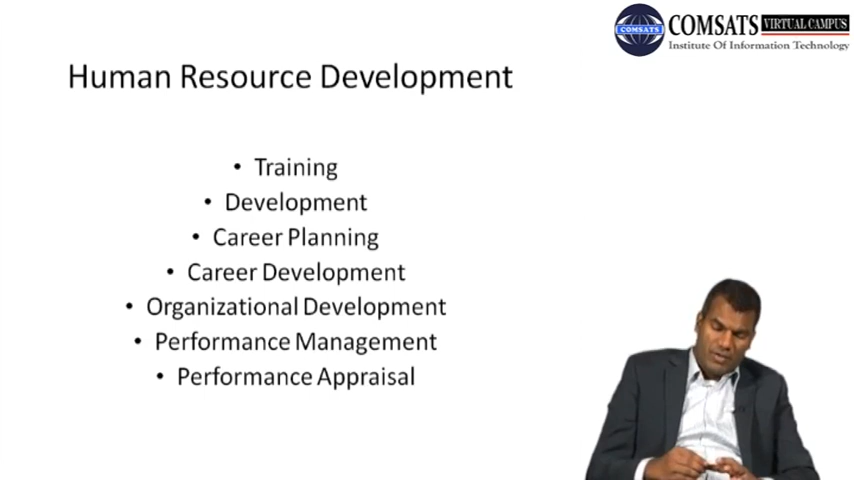 COMSATS VIRTUAL CAMPUS
COMSATS
Institute Of Information Technology
Human Resource Development
• Training
• Development
• Career Planning
• Career Development
• Organizational Development
• Performance Management
• Performance Appraisal